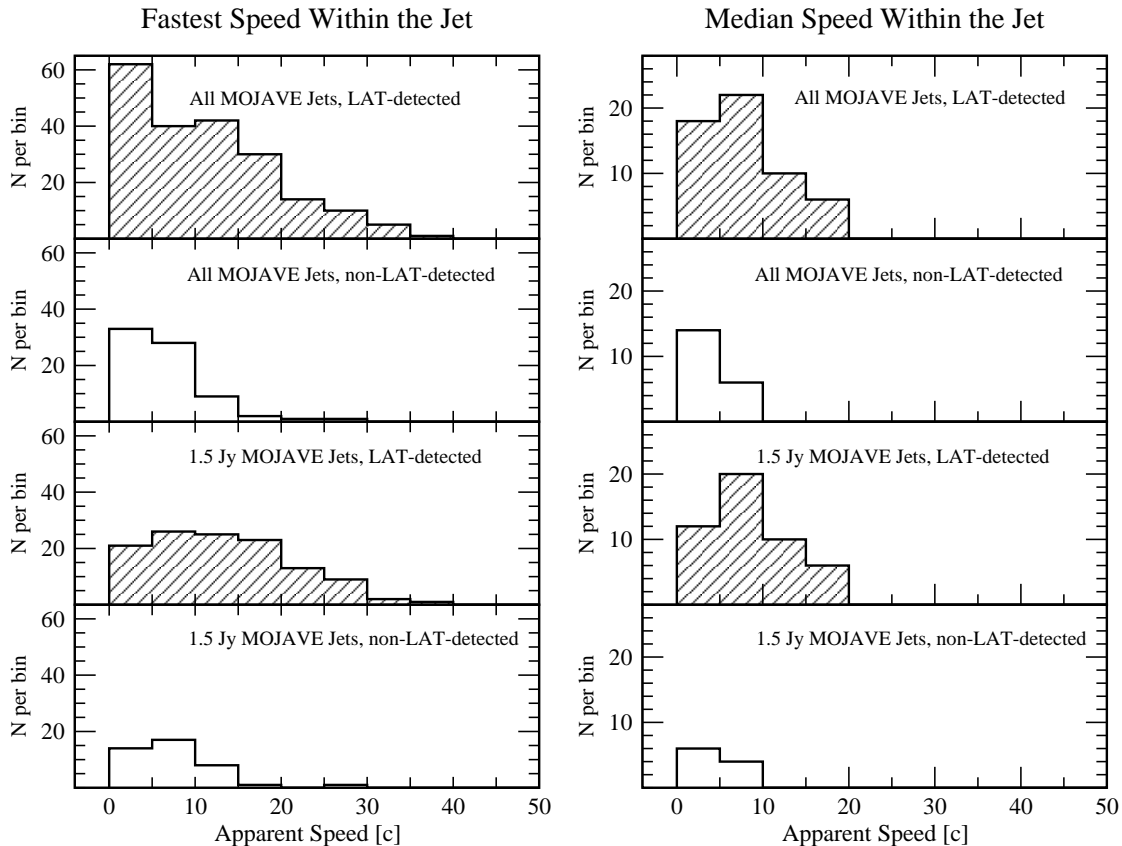 Fastest Speed Within the Jet
Median Speed Within the Jet
60
40
20
N per bin
All MOJAVE Jets, LAT-detected
60
40
20
N per bin
All MOJAVE Jets, non-LAT-detected
60
40
20
N per bin
1.5 Jy MOJAVE Jets, LAT-detected
60
40
20
N per bin
1.5 Jy MOJAVE Jets, non-LAT-detected
0 10 20 30 40 50
Apparent Speed [c]
20
10
N per bin
All MOJAVE Jets, LAT-detected
20
10
N per bin
All MOJAVE Jets, non-LAT-detected
20
10
N per bin
1.5 Jy MOJAVE Jets, LAT-detected
20
10
N per bin
1.5 Jy MOJAVE Jets, non-LAT-detected
0 10 20 30 40 50
Apparent Speed [c]